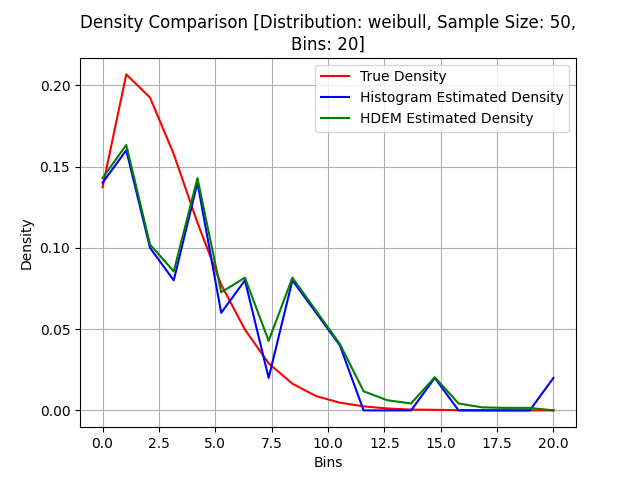 Density Comparison [Distribution: weibull, Sample Size: 50,
Bins: 20]
True Density
Histogram Estimated Density
HDEM Estimated Density
Density
0.20
0.15
0.10
0.05
0.00
0.0 2.5 5.0 7.5 10.0 12.5 15.0 17.5 20.0
Bins